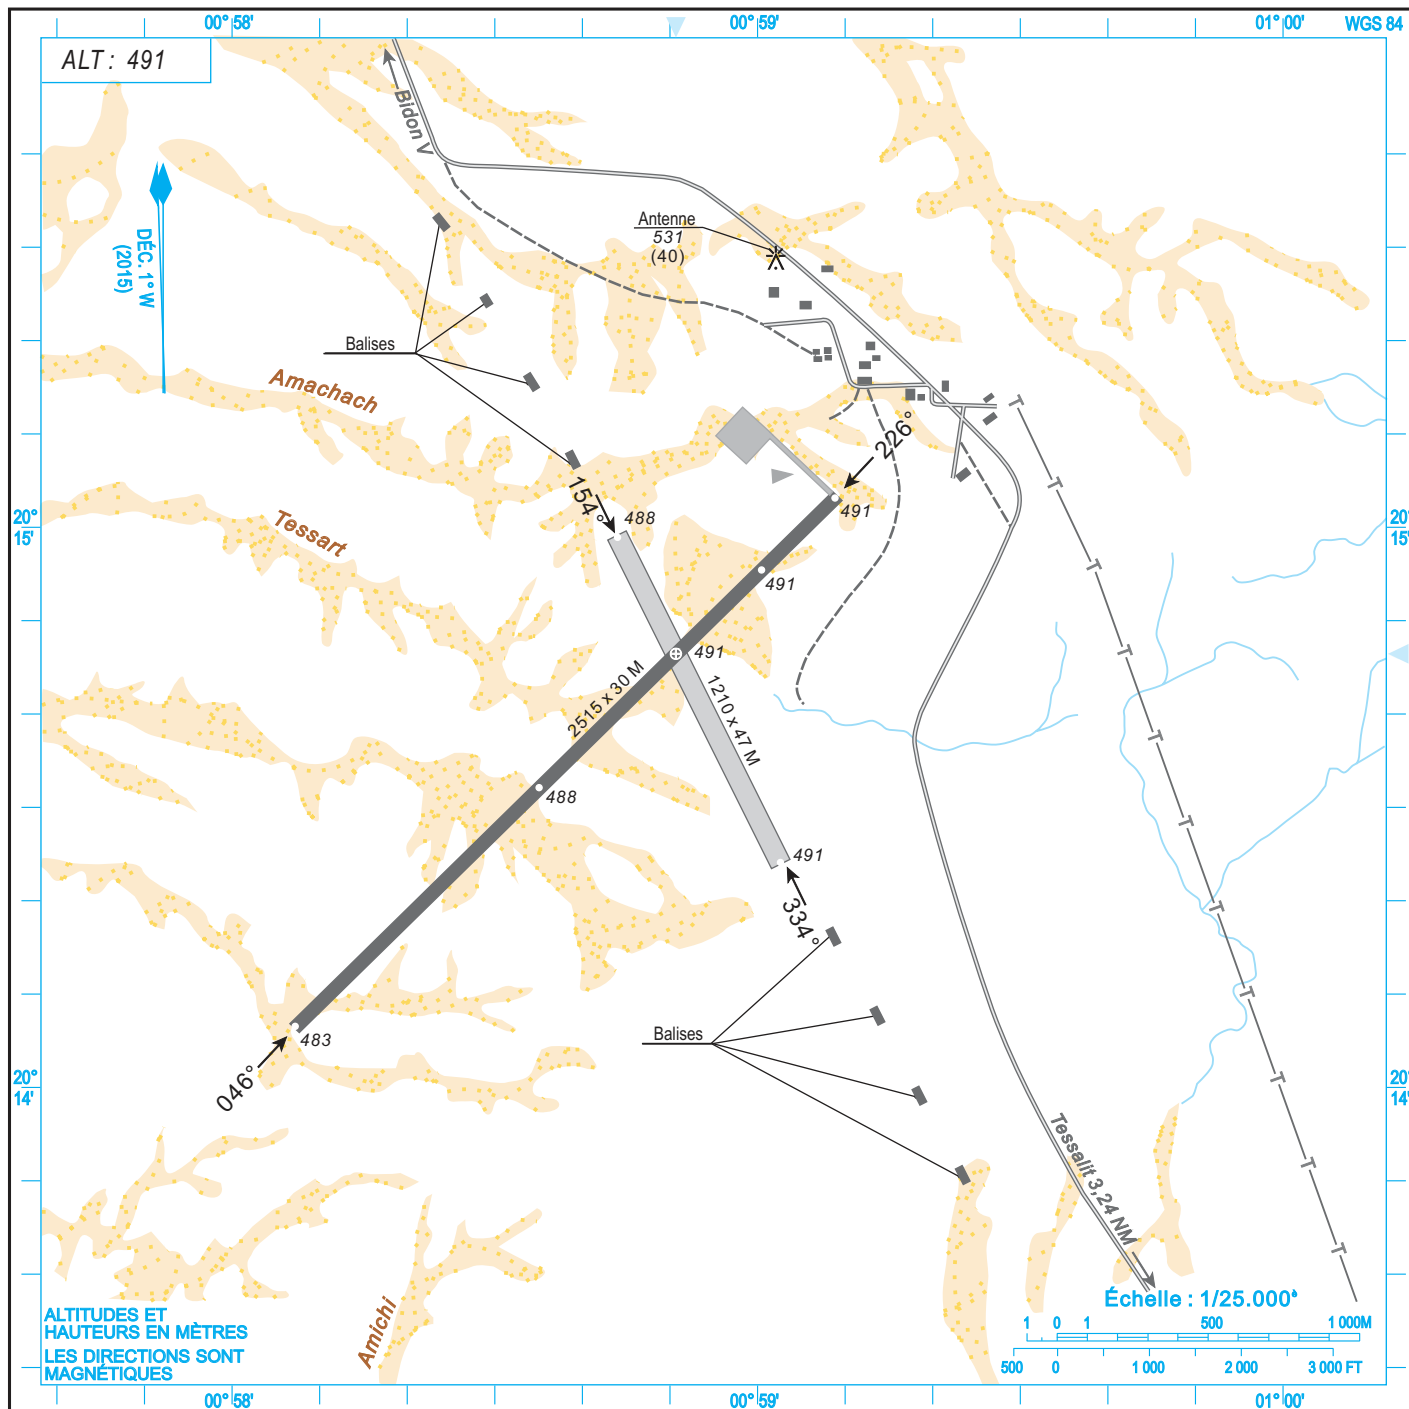 00°58'
00°59'
01°00'
WGS 84
ALT : 491
Bidon V
DÉC. 1° W
(2015)
Antenne
531
(40)
Balises
Amachach
226°
154°
488
491
20°
15'
20°
15'
Tessart
491
491
2515 x 30 M
1210 x 47 M
488
491
334°
483
046°
Balises
20°
14'
20°
14'
Tessalit 3,24 NM
Amichi
T
T
T
T
T
T
T
T
T
T
T
ALTITUDES ET
HAUTEURS EN MÈTRES
LES DIRECTIONS SONT
MAGNÉTIQUES
Échelle : 1/25.000è
1 0 1 500 1 000M
500 0 1 000 2 000 3 000 FT
00°58'
00°59'
01°00'